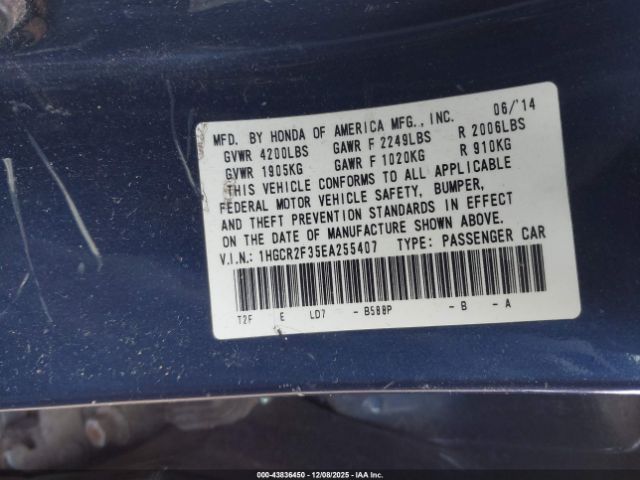 MFD. BY HONDA OF AMERICA MFG., INC. 06/'14
GVWR 4200LBS GAWR F 2249LBS R 2006LBS
GVWR 1905KG GAWR F 1020KG R 910KG
THIS VEHICLE CONFORMS TO ALL APPLICABLE
FEDERAL MOTOR VEHICLE SAFETY, BUMPER,
AND THEFT PREVENTION STANDARDS IN EFFECT
ON THE DATE OF MANUFACTURE SHOWN ABOVE.
V.I.N.: 1HGCR2F35EA255407 TYPE: PASSENGER CAR
T2F E LD7 - B588P - B - A
000-43836450 | 12/08/2025 | IAA Inc.